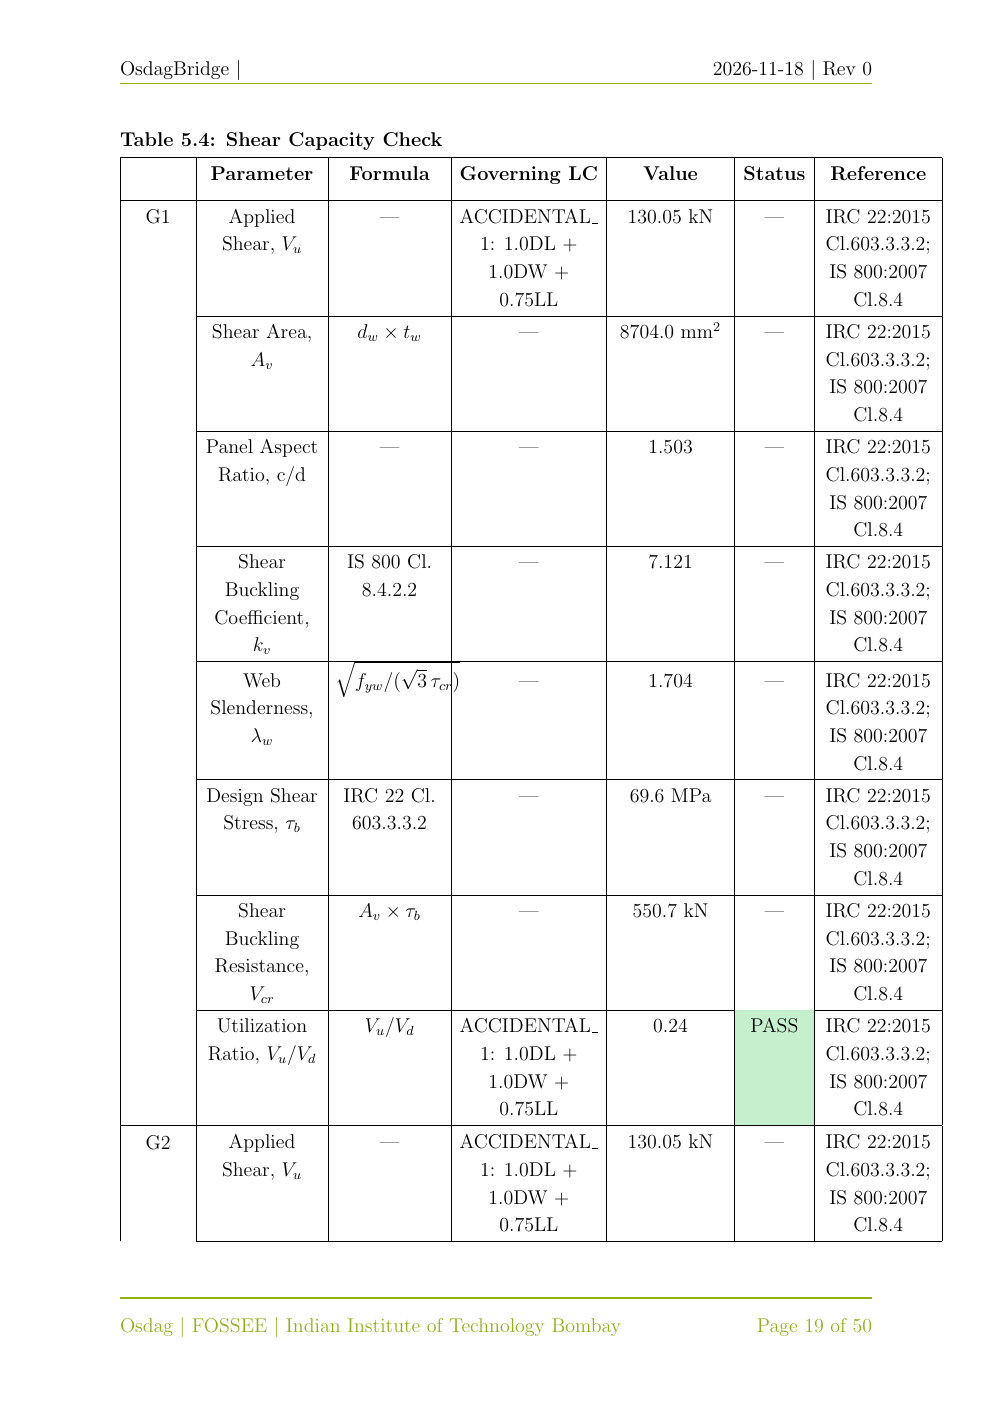 OsdagBridge |
2026-11-18 | Rev 0
Table 5.4: Shear Capacity Check
Parameter Formula Governing LC Value Status Reference
G1 Applied — ACCIDENTAL_ 130.05 kN — IRC 22:2015
Shear, Vu 1: 1.0DL + Cl.603.3.3.2;
1.0DW + IS 800:2007
0.75LL Cl.8.4
Shear Area, dw × tw — 8704.0 mm² — IRC 22:2015
Av Cl.603.3.3.2;
IS 800:2007
Cl.8.4
Panel Aspect — — 1.503 — IRC 22:2015
Ratio, c/d Cl.603.3.3.2;
IS 800:2007
Cl.8.4
Shear IS 800 Cl. — 7.121 — IRC 22:2015
Buckling 8.4.2.2 Cl.603.3.3.2;
Coefficient, IS 800:2007
kv Cl.8.4
Web √fyw/(√3 τcr) — 1.704 — IRC 22:2015
Slenderness, Cl.603.3.3.2;
λw IS 800:2007
Cl.8.4
Design Shear IRC 22 Cl. — 69.6 MPa — IRC 22:2015
Stress, τb 603.3.3.2 Cl.603.3.3.2;
IS 800:2007
Cl.8.4
Shear Av × τb — 550.7 kN — IRC 22:2015
Buckling Cl.603.3.3.2;
Resistance, IS 800:2007
Vcr Cl.8.4
Utilization Vu/Vd ACCIDENTAL_ 0.24 PASS IRC 22:2015
Ratio, Vu/Vd 1: 1.0DL + Cl.603.3.3.2;
1.0DW + IS 800:2007
0.75LL Cl.8.4
G2 Applied — ACCIDENTAL_ 130.05 kN — IRC 22:2015
Shear, Vu 1: 1.0DL + Cl.603.3.3.2;
1.0DW + IS 800:2007
0.75LL Cl.8.4
Osdag | FOSSEE | Indian Institute of Technology Bombay
Page 19 of 50